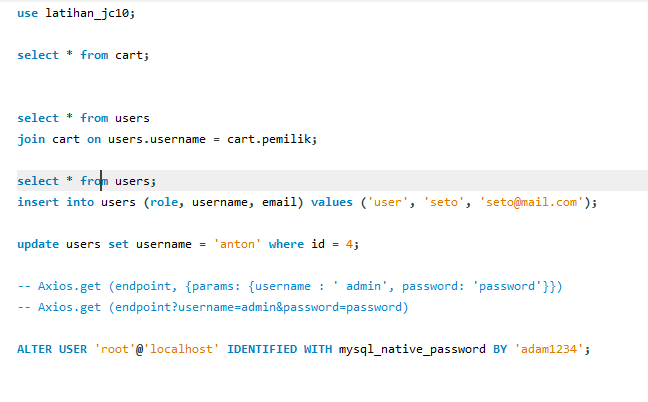 use latihan_jc10;
select * from cart;
select * from users
join cart on users.username = cart.pemilik;
select * from users;
insert into users (role, username, email) values ('user', 'seto', 'seto@mail.com');
update users set username = 'anton' where id = 4;
-- Axios.get (endpoint, {params: {username : ' admin', password: 'password'}})
-- Axios.get (endpoint?username=admin&password=password)
ALTER USER 'root'@'localhost' IDENTIFIED WITH mysql_native_password BY 'adam1234';